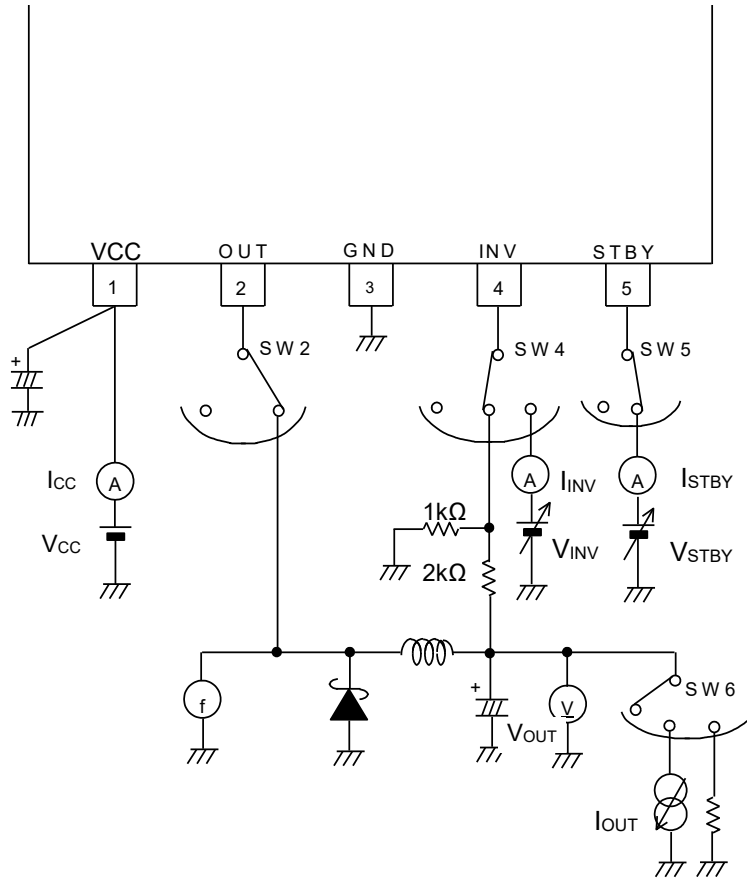 VCC OUT GND INV STBY
1 2 3 4 5
SW2 SW4 SW5
+
ICC A
A IINV
A ISTBY
1kΩ
VCC
VINV
VSTBY
2kΩ
SW6
f
+
VOUT
V
IOUT